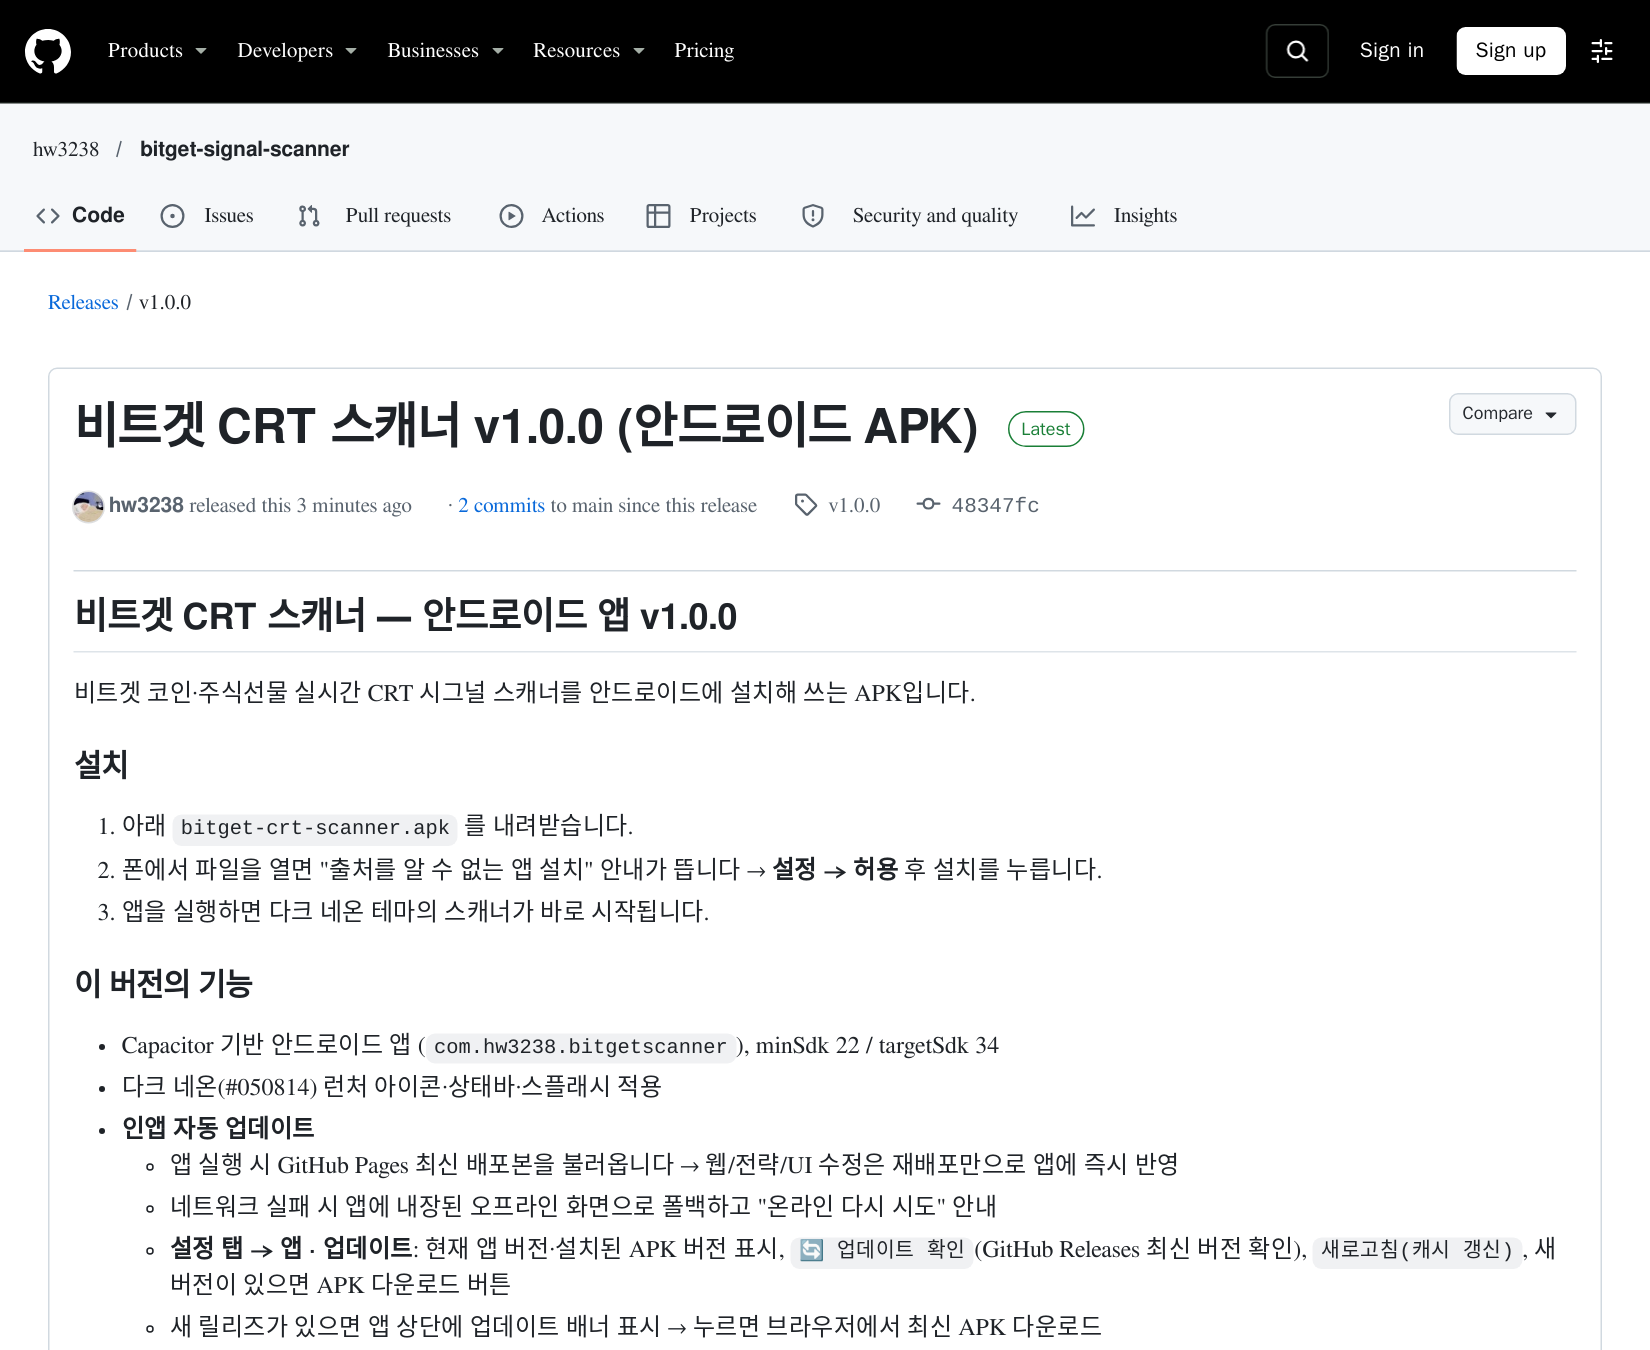 Products Developers Businesses Resources Pricing Sign in Sign up
hw3238 / bitget-signal-scanner
Code Issues Pull requests Actions Projects Security and quality Insights
Releases / v1.0.0
비트겟 CRT 스캐너 v1.0.0 (안드로이드 APK) Latest Compare
hw3238 released this 3 minutes ago · 2 commits to main since this release v1.0.0 48347fc
비트겟 CRT 스캐너 — 안드로이드 앱 v1.0.0
비트겟 코인·주식선물 실시간 CRT 시그널 스캐너를 안드로이드에 설치해 쓰는 APK입니다.
설치
1. 아래 bitget-crt-scanner.apk 를 내려받습니다.
2. 폰에서 파일을 열면 "출처를 알 수 없는 앱 설치" 안내가 뜹니다 → 설정 → 허용 후 설치를 누릅니다.
3. 앱을 실행하면 다크 네온 테마의 스캐너가 바로 시작됩니다.
이 버전의 기능
• Capacitor 기반 안드로이드 앱 (com.hw3238.bitgetscanner), minSdk 22 / targetSdk 34
• 다크 네온(#050814) 런처 아이콘·상태바·스플래시 적용
• 인앱 자동 업데이트
◦ 앱 실행 시 GitHub Pages 최신 배포본을 불러옵니다 → 웹/전략/UI 수정은 재배포만으로 앱에 즉시 반영
◦ 네트워크 실패 시 앱에 내장된 오프라인 화면으로 폴백하고 "온라인 다시 시도" 안내
◦ 설정 탭 → 앱 · 업데이트: 현재 앱 버전·설치된 APK 버전 표시, 🔄 업데이트 확인 (GitHub Releases 최신 버전 확인), 새로고침(캐시 갱신) , 새
버전이 있으면 APK 다운로드 버튼
◦ 새 릴리즈가 있으면 앱 상단에 업데이트 배너 표시 → 누르면 브라우저에서 최신 APK 다운로드